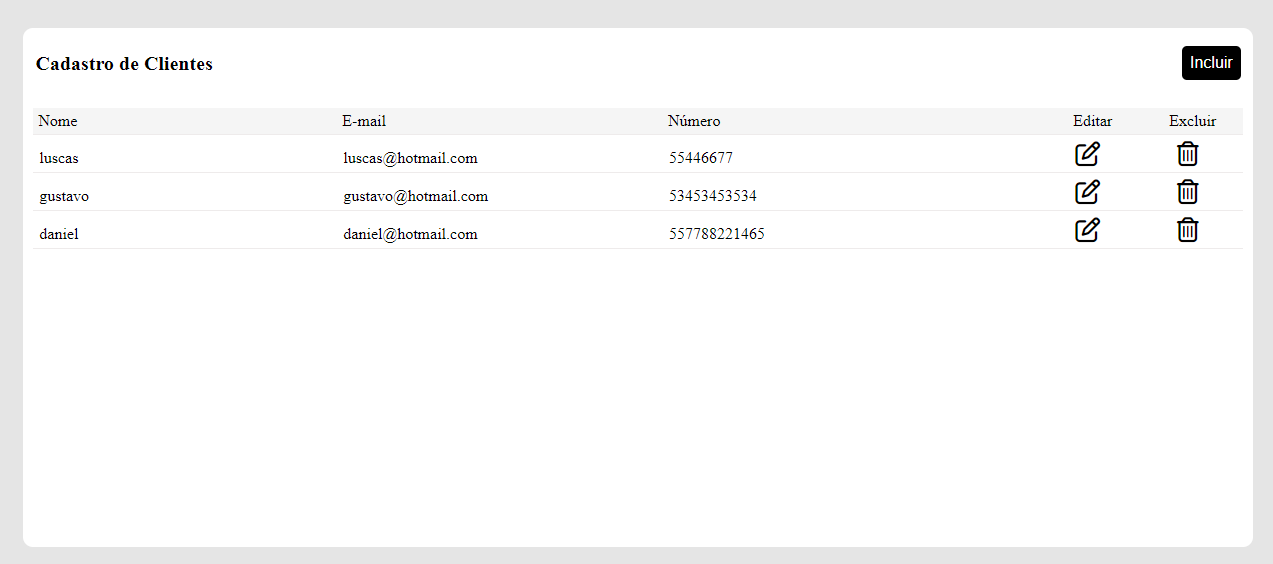 Cadastro de Clientes Incluir
Nome E-mail Número Editar Excluir
luscas luscas@hotmail.com 55446677
gustavo gustavo@hotmail.com 53453453534
daniel daniel@hotmail.com 557788221465